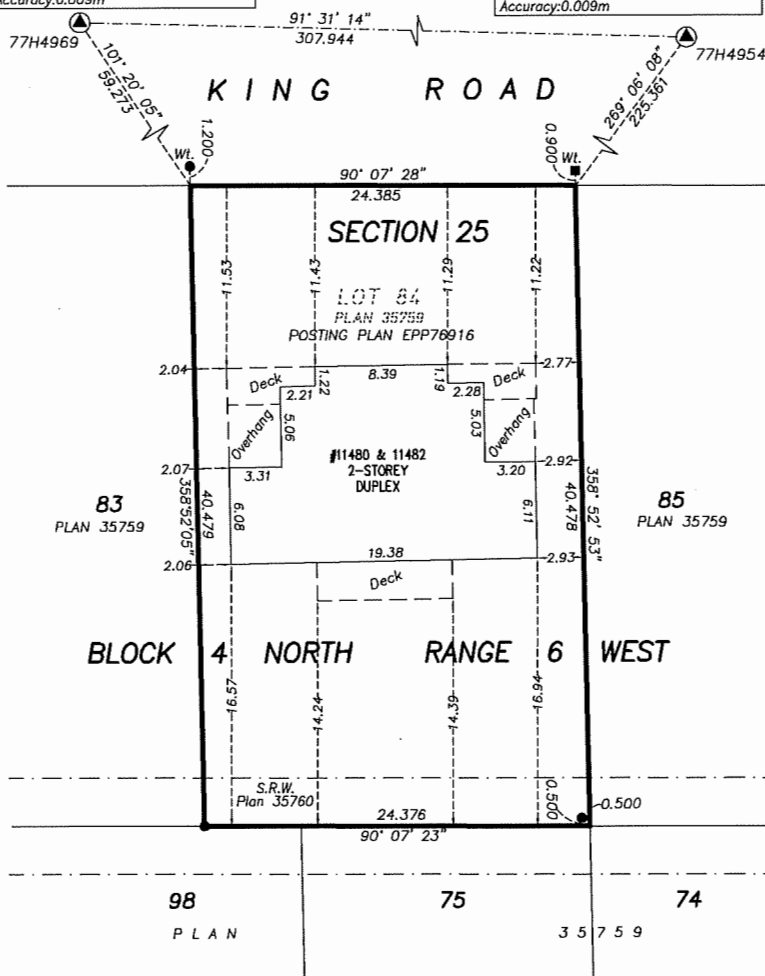 Accuracy:0.009m
77H4969
91° 31' 14"
307.944
77H4954
101° 20' 05"
59.273
KING ROAD
269° 06' 08"
225.361
Wt.
1.200
0.900
Wt.
90° 07' 28"
24.385
SECTION 25
11.53
11.43
11.29
11.22
LOT 84
PLAN 35759
POSTING PLAN EPP76916
2.04
Deck
1.22
8.39
1.19
Deck
2.77
2.21
2.28
Overhang
5.06
5.03
Overhang
#11480 & 11482
2-STOREY
DUPLEX
2.07
3.31
3.20
2.92
83
PLAN 35759
358°52'05"
40.479
6.08
6.11
40.478
358° 52' 53"
85
PLAN 35759
2.06
19.38
2.93
Deck
BLOCK 4 NORTH RANGE 6 WEST
16.57
14.24
14.39
16.94
S.R.W.
Plan 35760
24.376
90° 07' 23"
0.500
0.500
98
75
74
PLAN 35759